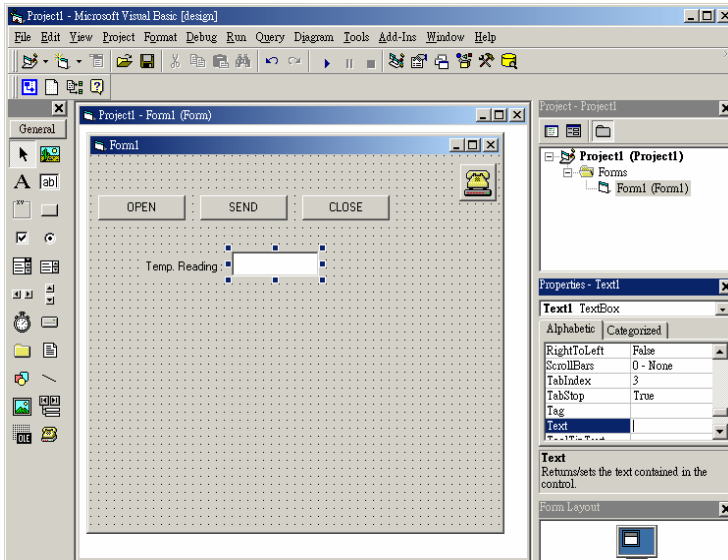 Project1 - Microsoft Visual Basic [design]
File Edit View Project Format Debug Run Query Diagram Tools Add-Ins Window Help
General
A ab|
OLE
Project1 - Form1 (Form)
Form1
OPEN SEND CLOSE
Temp. Reading :
Project - Project1
Project1 (Project1)
Forms
Form1 (Form1)
Properties - Text1
Text1 TextBox
Alphabetic Categorized
RightToLeft False
ScrollBars 0 - None
TabIndex 3
TabStop True
Tag
Text
ToolTipText
Text
Returns/sets the text contained in the
control.
Form Layout